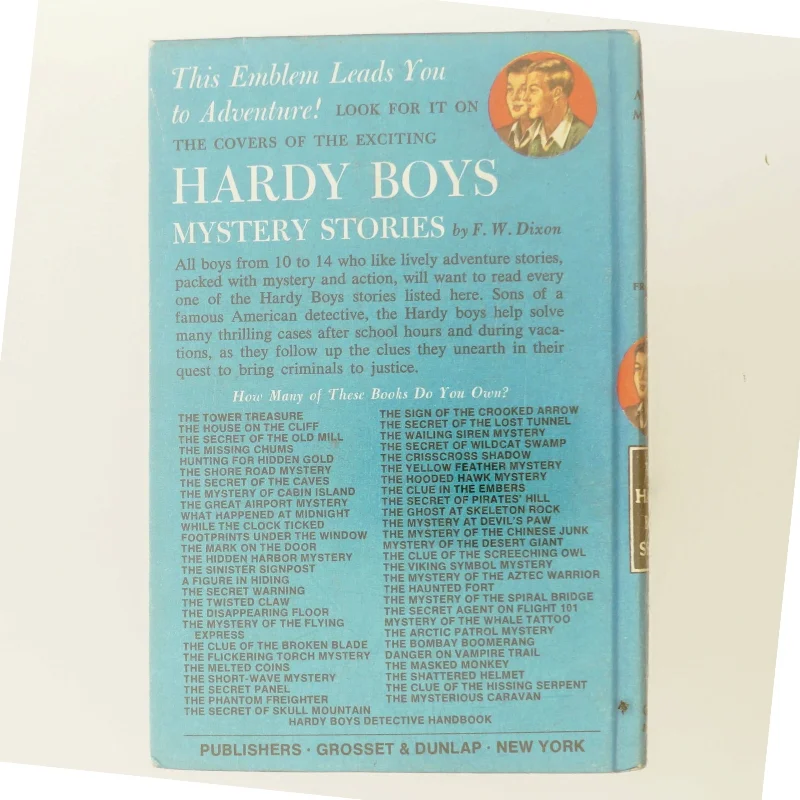 This Emblem Leads You
to Adventure! LOOK FOR IT ON
THE COVERS OF THE EXCITING
HARDY BOYS
MYSTERY STORIES by F. W. Dixon
All boys from 10 to 14 who like lively adventure stories,
packed with mystery and action, will want to read every
one of the Hardy Boys stories listed here. Sons of a
famous American detective, the Hardy boys help solve
many thrilling cases after school hours and during vaca-
tions, as they follow up the clues they unearth in their
quest to bring criminals to justice.
How Many of These Books Do You Own?
THE TOWER TREASURE
THE HOUSE ON THE CLIFF
THE SECRET OF THE OLD MILL
THE MISSING CHUMS
HUNTING FOR HIDDEN GOLD
THE SHORE ROAD MYSTERY
THE SECRET OF THE CAVES
THE MYSTERY OF CABIN ISLAND
THE GREAT AIRPORT MYSTERY
WHAT HAPPENED AT MIDNIGHT
WHILE THE CLOCK TICKED
FOOTPRINTS UNDER THE WINDOW
THE MARK ON THE DOOR
THE HIDDEN HARBOR MYSTERY
THE SINISTER SIGNPOST
A FIGURE IN HIDING
THE SECRET WARNING
THE TWISTED CLAW
THE DISAPPEARING FLOOR
THE MYSTERY OF THE FLYING
EXPRESS
THE CLUE OF THE BROKEN BLADE
THE FLICKERING TORCH MYSTERY
THE MELTED COINS
THE SHORT-WAVE MYSTERY
THE SECRET PANEL
THE PHANTOM FREIGHTER
THE SECRET OF SKULL MOUNTAIN
THE SIGN OF THE CROOKED ARROW
THE SECRET OF THE LOST TUNNEL
THE WAILING SIREN MYSTERY
THE SECRET OF WILDCAT SWAMP
THE CRISSCROSS SHADOW
THE YELLOW FEATHER MYSTERY
THE HOODED HAWK MYSTERY
THE CLUE IN THE EMBERS
THE SECRET OF PIRATES' HILL
THE GHOST AT SKELETON ROCK
THE MYSTERY AT DEVIL'S PAW
THE MYSTERY OF THE CHINESE JUNK
MYSTERY OF THE DESERT GIANT
THE CLUE OF THE SCREECHING OWL
THE VIKING SYMBOL MYSTERY
THE MYSTERY OF THE AZTEC WARRIOR
THE HAUNTED FORT
THE MYSTERY OF THE SPIRAL BRIDGE
THE SECRET AGENT ON FLIGHT 101
MYSTERY OF THE WHALE TATTOO
THE ARCTIC PATROL MYSTERY
THE BOMBAY BOOMERANG
DANGER ON VAMPIRE TRAIL
THE MASKED MONKEY
THE SHATTERED HELMET
THE CLUE OF THE HISSING SERPENT
THE MYSTERIOUS CARAVAN
HARDY BOYS DETECTIVE HANDBOOK
PUBLISHERS · GROSSET & DUNLAP · NEW YORK